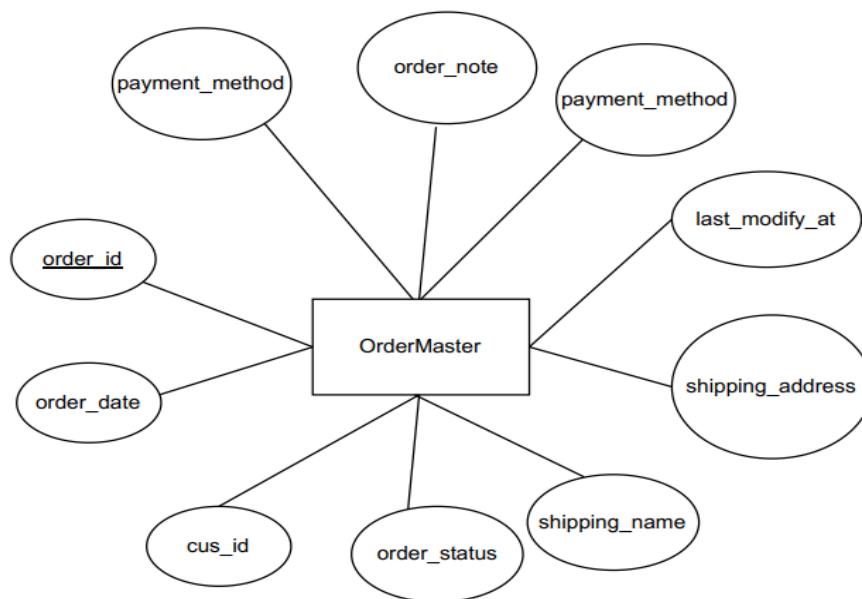 order_note
payment_method
payment_method
last_modify_at
order_id
OrderMaster
shipping_address
order_date
shipping_name
cus_id
order_status